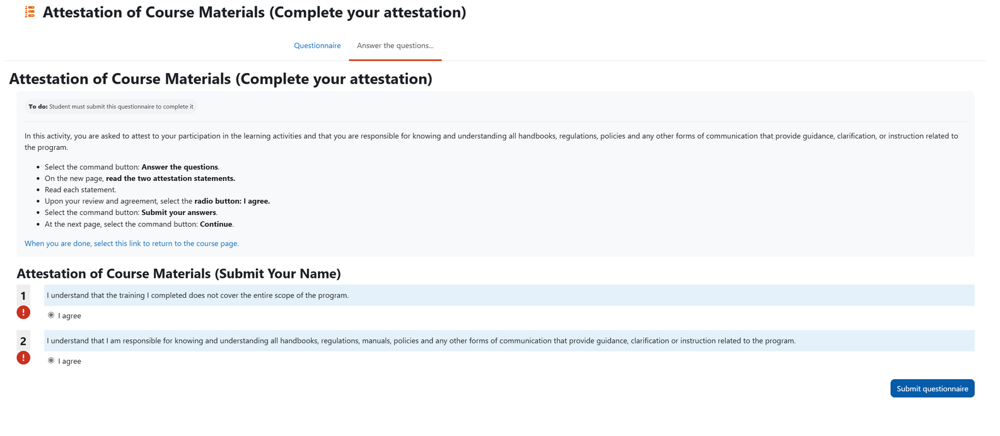 Attestation of Course Materials (Complete your attestation)
Questionnaire
Answer the questions...
Attestation of Course Materials (Complete your attestation)
To do: Student must submit this questionnaire to complete it
In this activity, you are asked to attest to your participation in the learning activities and that you are responsible for knowing and understanding all handbooks, regulations, policies and any other forms of communication that provide guidance, clarification, or instruction related to
the program.
• Select the command button: Answer the questions.
• On the new page, read the two attestation statements.
• Read each statement.
• Upon your review and agreement, select the radio button: I agree.
• Select the command button: Submit your answers.
• At the next page, select the command button: Continue.
When you are done, select this link to return to the course page.
Attestation of Course Materials (Submit Your Name)
1
I understand that the training I completed does not cover the entire scope of the program.
!
I agree
2
I understand that I am responsible for knowing and understanding all handbooks, regulations, manuals, policies and any other forms of communication that provide guidance, clarification or instruction related to the program.
!
I agree
Submit questionnaire